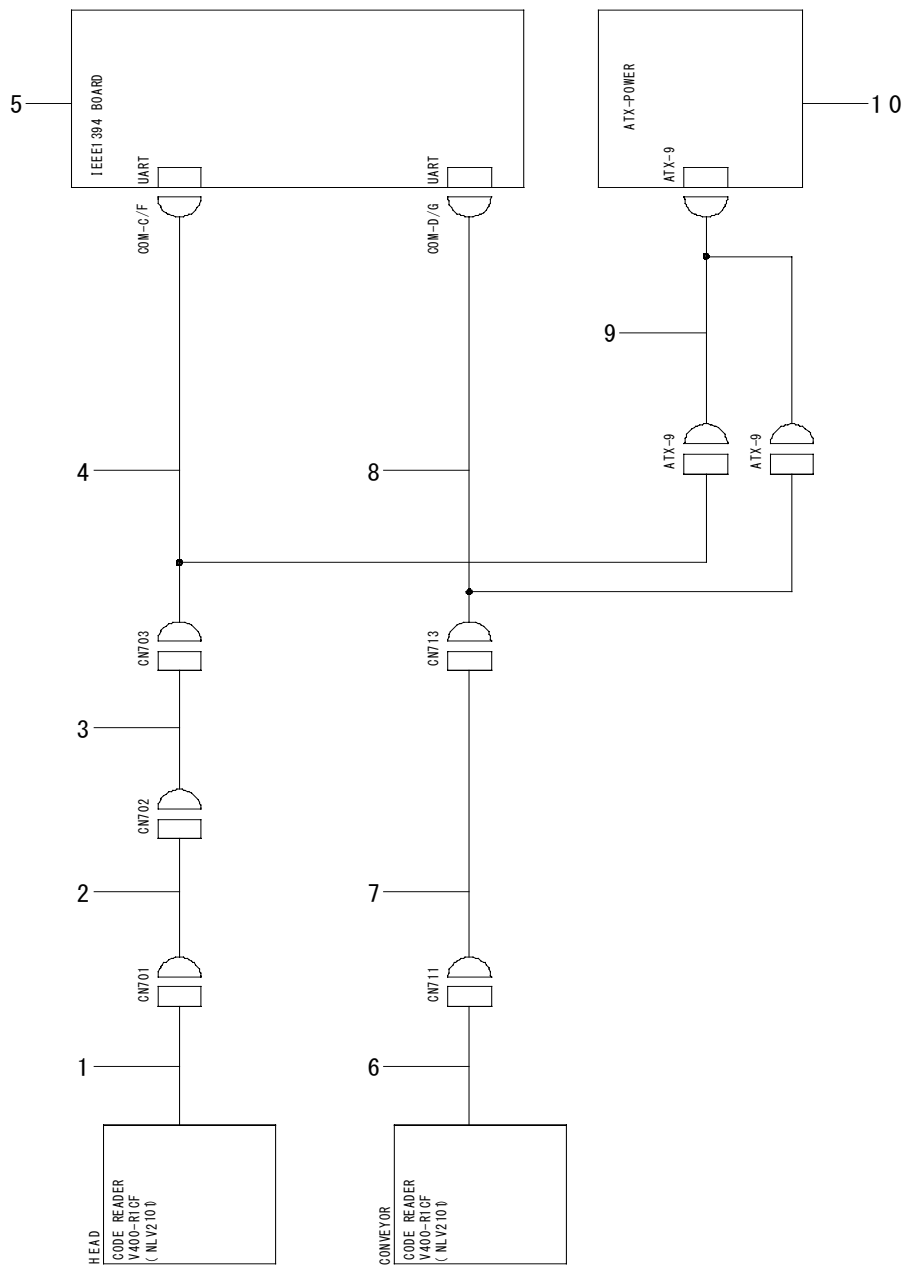 5
IEEE1394 BOARD
UART
COM-C/F
UART
COM-D/G
ATX-POWER
ATX-9
10
9
4
8
ATX-9
ATX-9
CN703
CN713
3
CN702
2
7
CN701
CN711
1
6
HEAD
CODE READER
V400-R1CF
(NLV2101)
CONVEYOR
CODE READER
V400-R1CF
(NLV2101)